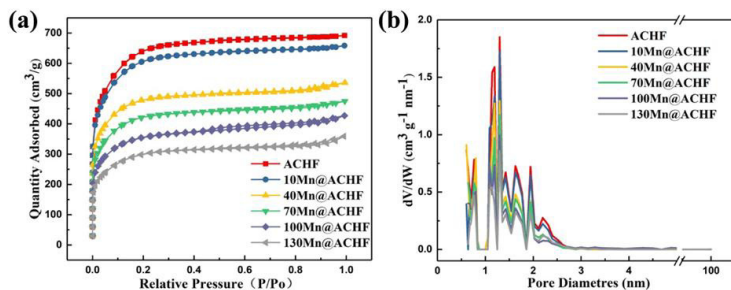 (a)
700
600
500
400
300
200
100
0
Quantity Adsorbed (cm³/g)
ACHF
10Mn@ACHF
40Mn@ACHF
70Mn@ACHF
100Mn@ACHF
130Mn@ACHF
0.0 0.2 0.4 0.6 0.8 1.0
Relative Pressure (P/Po)
(b)
2.0
1.5
1.0
0.5
0.0
dV/dW (cm³ g⁻¹ nm⁻¹)
ACHF
10Mn@ACHF
40Mn@ACHF
70Mn@ACHF
100Mn@ACHF
130Mn@ACHF
0 1 2 3 4 100
Pore Diametres (nm)